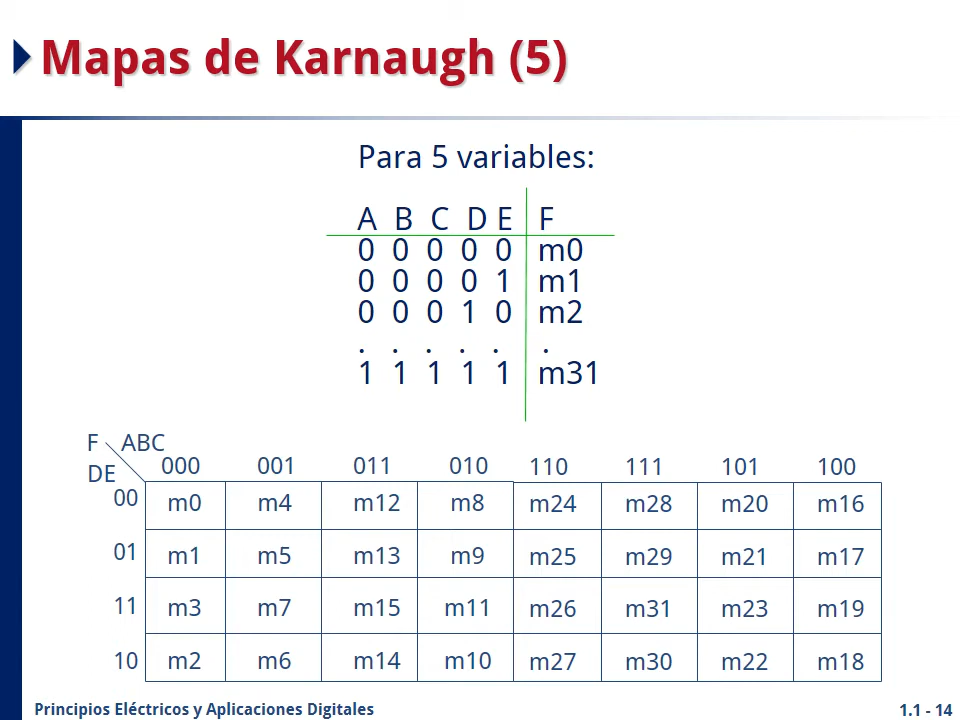 Mapas de Karnaugh (5)
Para 5 variables:
A B C D E F
0 0 0 0 0 m0
0 0 0 0 1 m1
0 0 0 1 0 m2
. . . . . .
1 1 1 1 1 m31
F ABC
DE 000 001 011 010 110 111 101 100
00 m0 m4 m12 m8 m24 m28 m20 m16
01 m1 m5 m13 m9 m25 m29 m21 m17
11 m3 m7 m15 m11 m26 m31 m23 m19
10 m2 m6 m14 m10 m27 m30 m22 m18
Principios Eléctricos y Aplicaciones Digitales 1.1 - 14